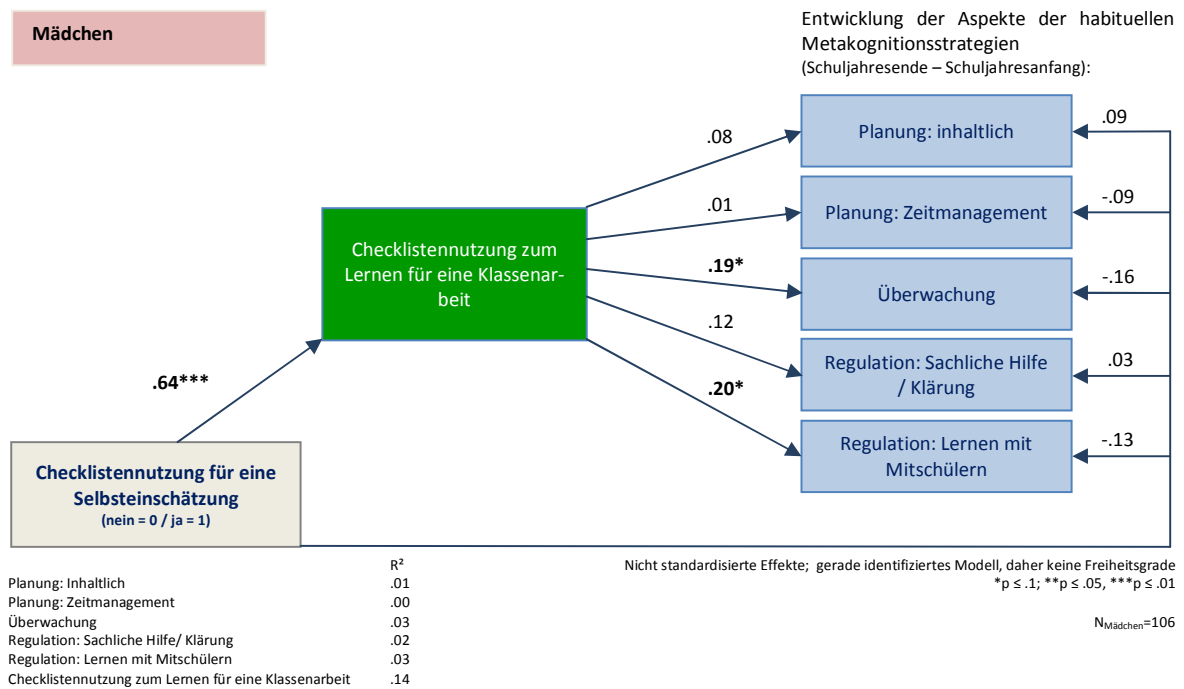 Mädchen
Entwicklung der Aspekte der habituellen
Metakognitionsstrategien
(Schuljahresende – Schuljahresanfang):
Planung: inhaltlich
.09
.08
Planung: Zeitmanagement
-.09
.01
Checklistennutzung zum
Lernen für eine Klassenar-
beit
.19*
Überwachung
-.16
.12
Regulation: Sachliche Hilfe
/ Klärung
.03
.64***
.20*
Regulation: Lernen mit
Mitschülern
-.13
Checklistennutzung für eine
Selbsteinschätzung
(nein = 0 / ja = 1)
R²
Planung: Inhaltlich .01
Planung: Zeitmanagement .00
Überwachung .03
Regulation: Sachliche Hilfe/ Klärung .02
Regulation: Lernen mit Mitschülern .03
Checklistennutzung zum Lernen für eine Klassenarbeit .14
Nicht standardisierte Effekte; gerade identifiziertes Modell, daher keine Freiheitsgrade
*p ≤ .1; **p ≤ .05, ***p ≤ .01
NMädchen=106